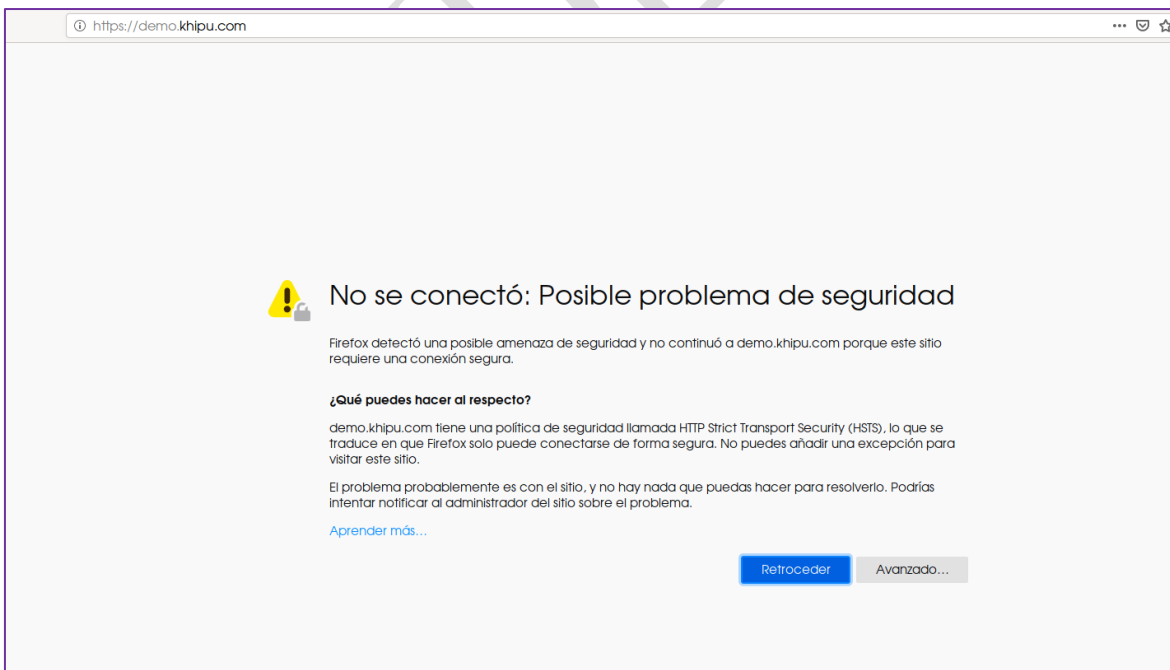 https://demo.khipu.com
No se conectó: Posible problema de seguridad
Firefox detectó una posible amenaza de seguridad y no continuó a demo.khipu.com porque este sitio
requiere una conexión segura.
¿Qué puedes hacer al respecto?
demo.khipu.com tiene una política de seguridad llamada HTTP Strict Transport Security (HSTS), lo que se
traduce en que Firefox solo puede conectarse de forma segura. No puedes añadir una excepción para
visitar este sitio.
El problema probablemente es con el sitio, y no hay nada que puedas hacer para resolverlo. Podrías
intentar notificar al administrador del sitio sobre el problema.
Aprender más...
Retroceder Avanzado...